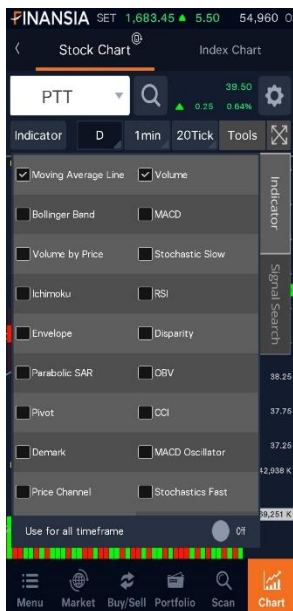 FINANSIA SET 1,683.45 ▲ 5.50 54,960
Stock Chart Index Chart
PTT 39.50
▲ 0.25 0.64%
Indicator D 1min 20Tick Tools
Moving Average Line Volume
Bollinger Band MACD
Volume by Price Stochastic Slow
Ichimoku RSI
Envelope Disparity
Parabolic SAR OBV
Pivot CCI
Demark MACD Oscillator
Price Channel Stochastics Fast
Indicator
Signal Search
38.25
37.75
37.25
42,938 K
39,251 K
Use for all timeframe Off
Menu Market Buy/Sell Portfolio Scan Chart